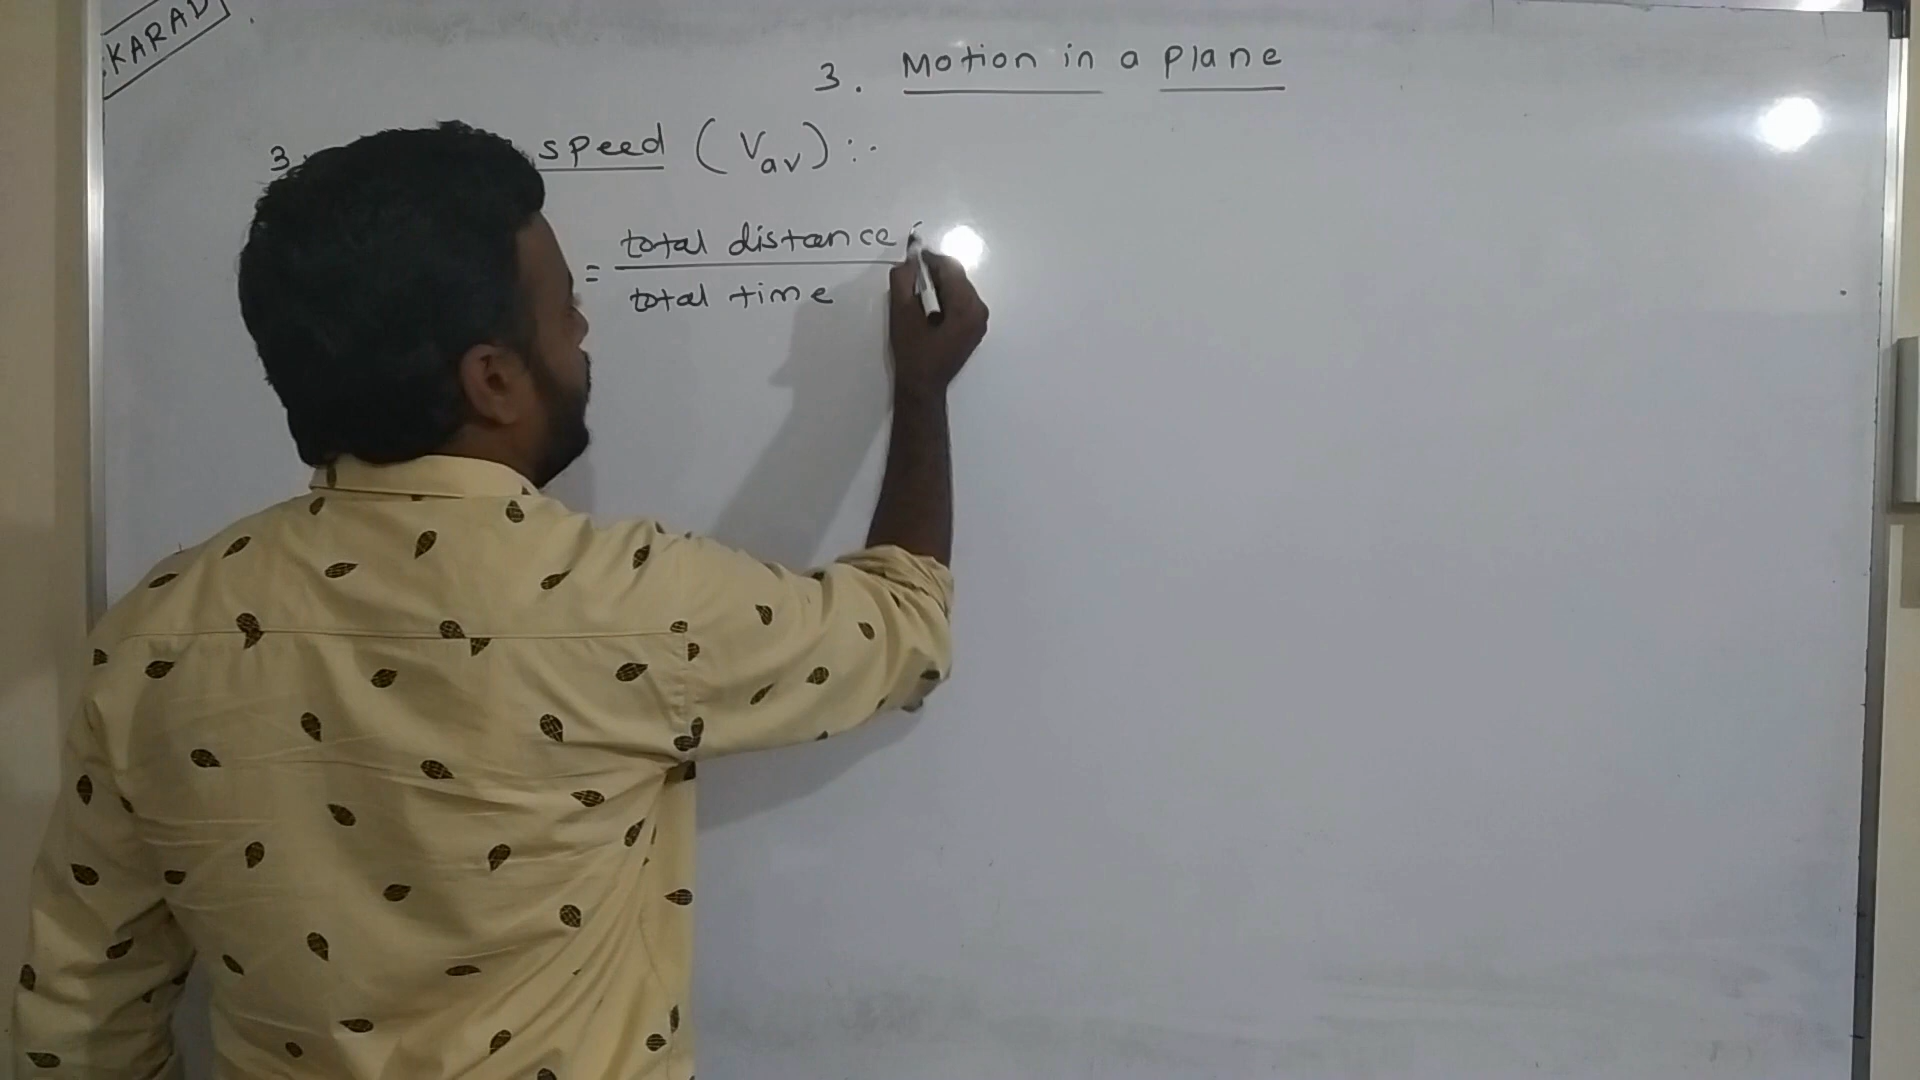 KARAD
3. Motion in a plane
3. speed (Vav):-
= total distance
total time